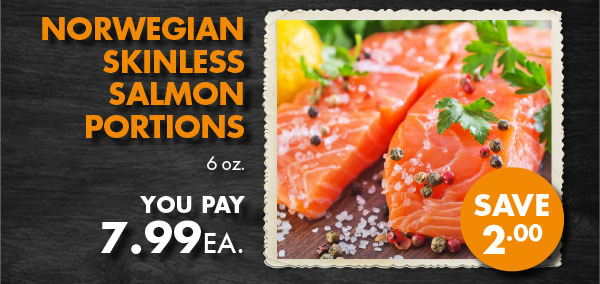 NORWEGIAN
SKINLESS
SALMON
PORTIONS
6 oz.
YOU PAY
7.99EA.
SAVE
2.00